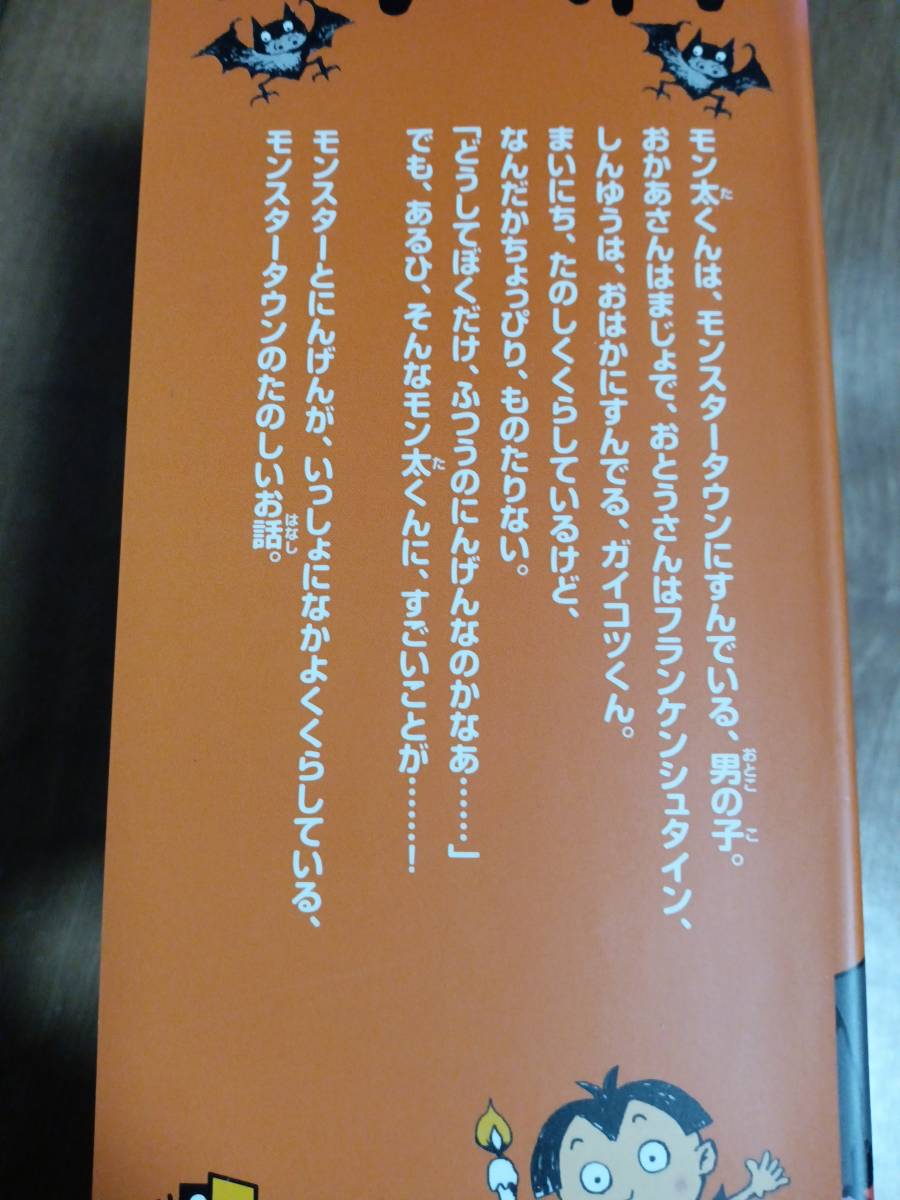 モン太くんは、モンスタータウンにすんでいる、男の子。
おかあさんはまじょで、おとうさんはフランケンシュタイン、
しんゆうは、おはかにすんでる、ガイコツくん。
まいにち、たのしくくらしているけど、
なんだかちょっぴり、ものたりない。
「どうしてぼくだけ、ふつうのにんげんなのかなあ……」
でも、あるひ、そんなモン太くんに、すごいことが………！
モンスターとにんげんが、いっしょになかよくくらしている、
モンスタータウンのたのしいお話。